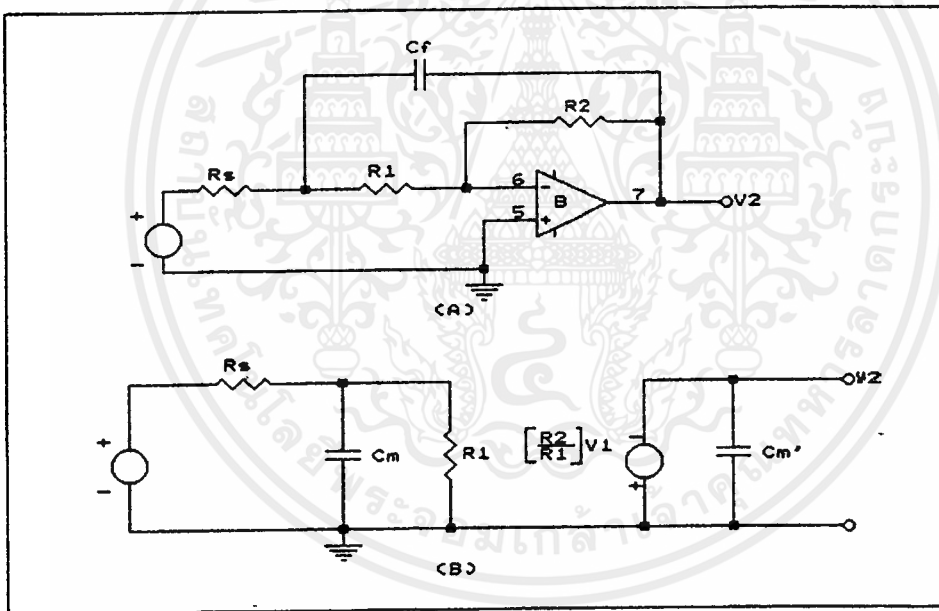 Cf
R2
Rs
R1
6
-
B
7
V2
5
+
+
-
(A)
Rs
V2
+
-
Cm
R1
[R2/R1]V1
-
+
Cm'
(B)